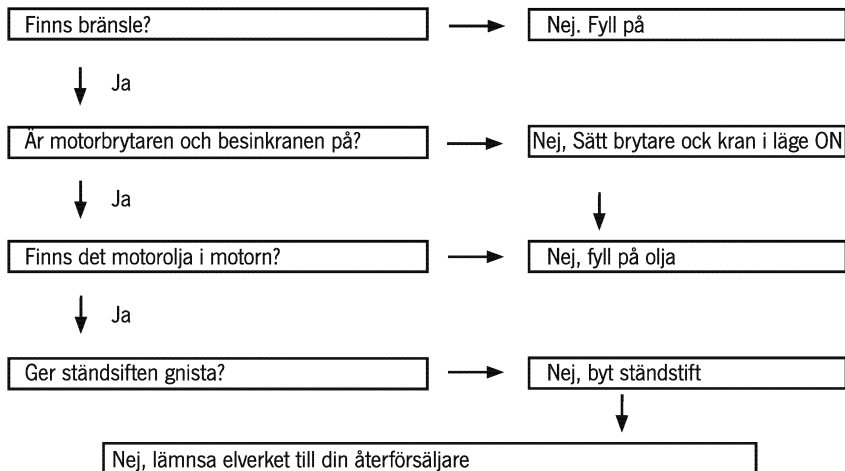 Finns bränsle?
Nej. Fyll på
Ja
Är motorbrytaren och besinkranen på?
Nej, Sätt brytare ock kran i läge ON
Ja
Finns det motorolja i motorn?
Nej, fyll på olja
Ja
Ger ständsiften gnista?
Nej, byt ständstift
Nej, lämnsa elverket till din återförsäljare